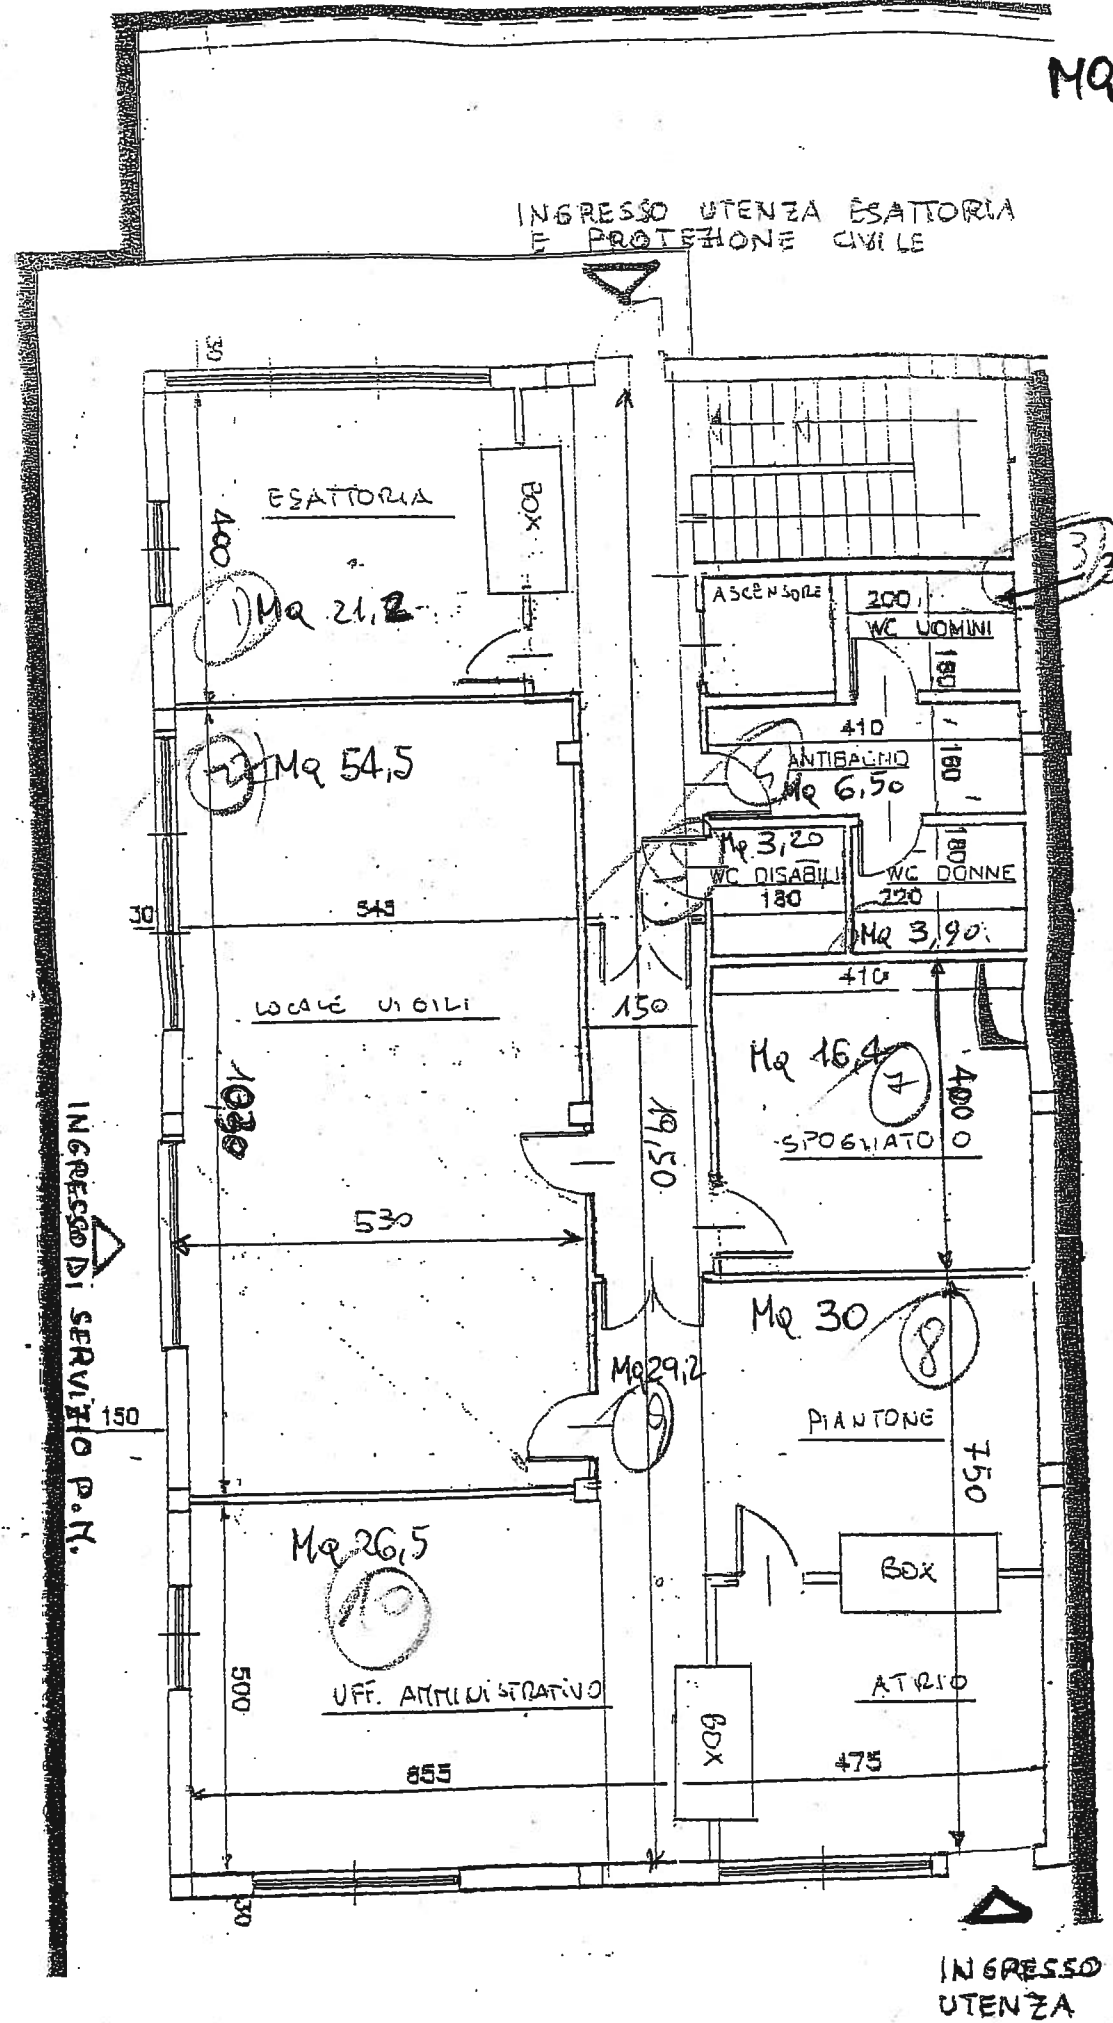 MQ
INGRESSO UTENZA ESATTORIA
E PROTEZIONE CIVILE
30
ESATTORIA
BOX
400
1) Mq 21,2
3)
ASCENSORE
200
WC UOMINI
180
410
ANTIBAGNO
160
Mq 6,50
2 Mq 54,5
Mq 3,20
WC DISABILI
180
180
WC DONNE
220
Mq 3,90
30
545
410
LOCALE VIGILI
150
Mq 16,4
7
400
SPOGLIATOIO
19,50
INGRESSO DI SERVIZIO P.M.
530
Mq 30
8
Mq 29,2
9
PIANTONE
150
750
Mq 26,5
10
BOX
500
UFF. AMMINISTRATIVO
ATRIO
BOX
855
475
30
INGRESSO
UTENZA